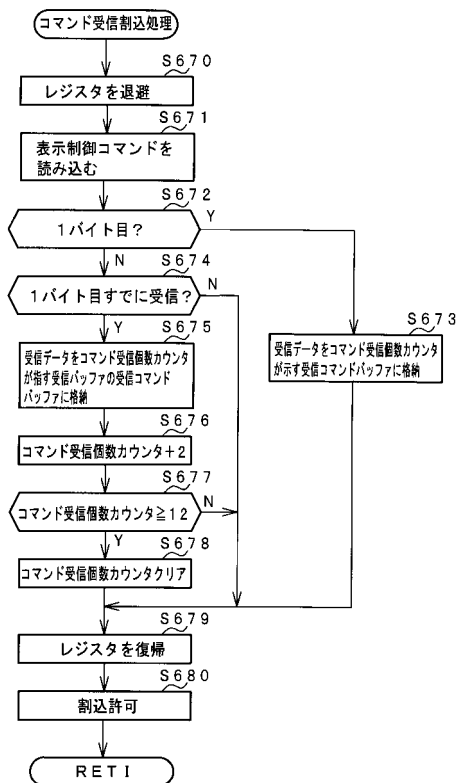 コマンド受信割込処理
S670
レジスタを退避
S671
表示制御コマンドを
読み込む
S672
1バイト目?
Y
N
S674
1バイト目すでに受信?
N
Y
S673
受信データをコマンド受信個数カウンタ
が示す受信コマンドバッファに格納
S675
受信データをコマンド受信個数カウンタ
が指す受信バッファの受信コマンド
バッファに格納
S676
コマンド受信個数カウンタ+2
S677
コマンド受信個数カウンタ≧12
N
Y
S678
コマンド受信個数カウンタクリア
S679
レジスタを復帰
S680
割込許可
RETI